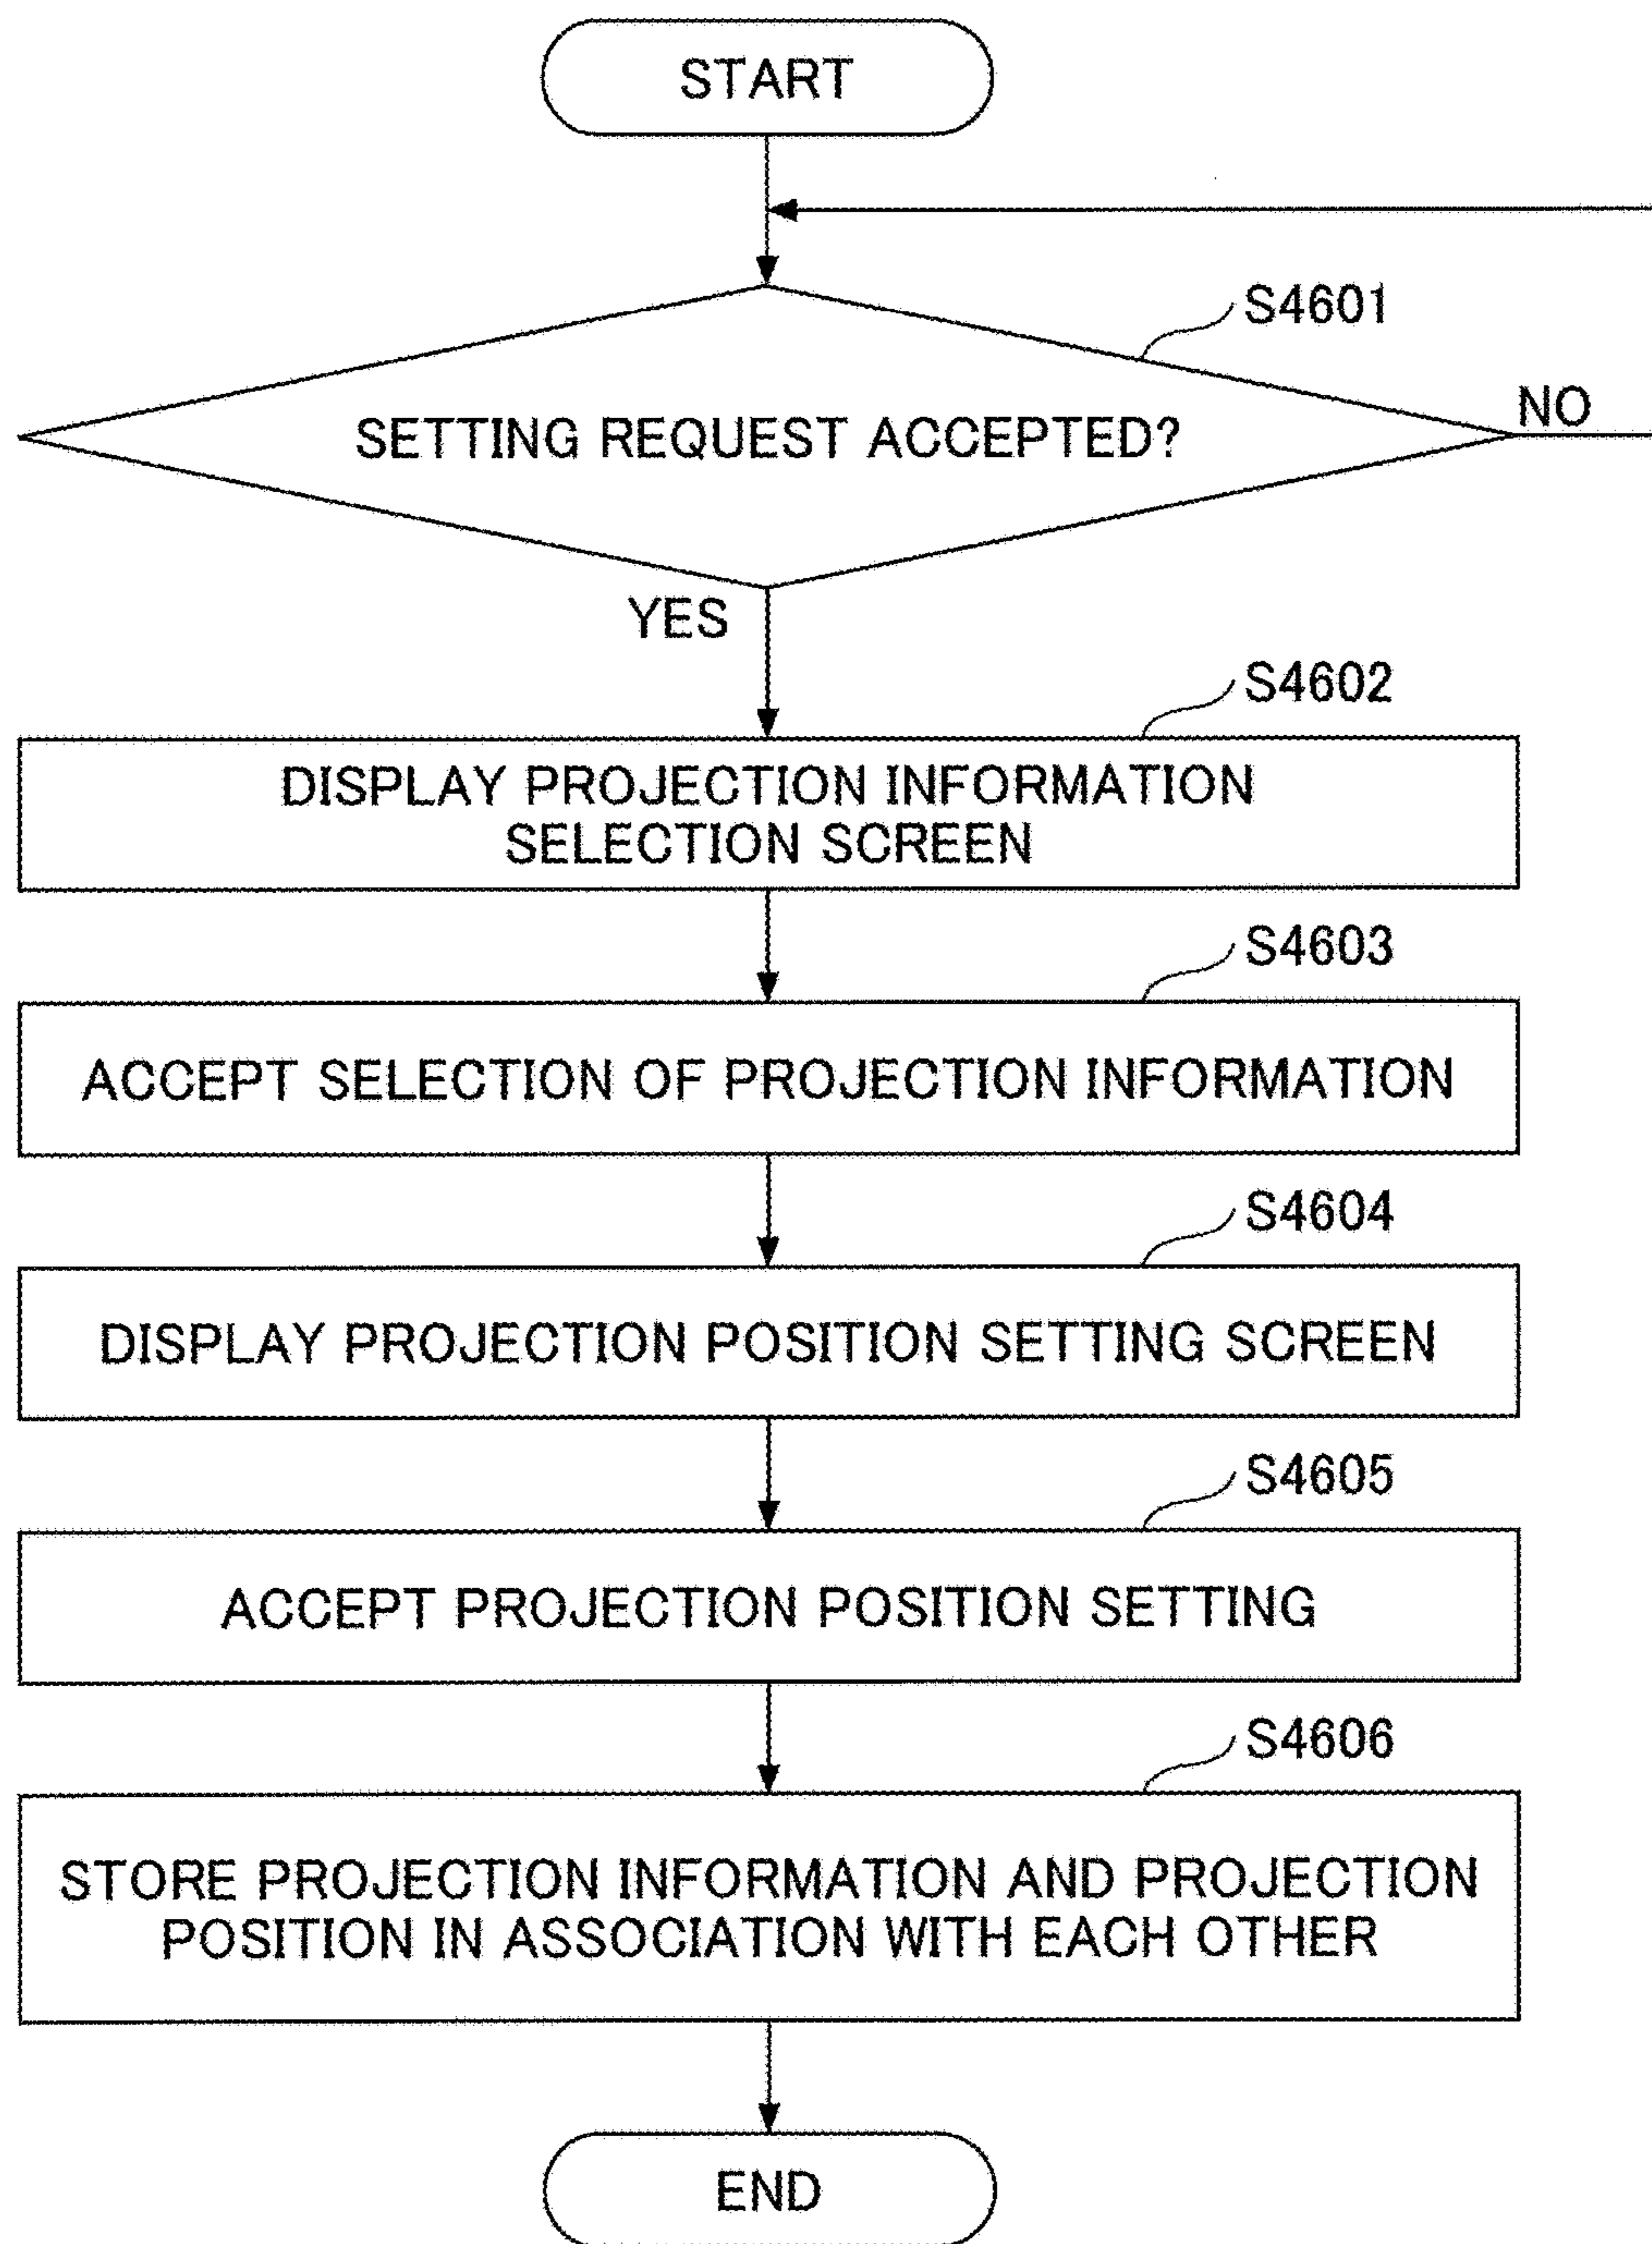 START
S4601
SETTING REQUEST ACCEPTED?
NO
YES
S4602
DISPLAY PROJECTION INFORMATION
SELECTION SCREEN
S4603
ACCEPT SELECTION OF PROJECTION INFORMATION
S4604
DISPLAY PROJECTION POSITION SETTING SCREEN
S4605
ACCEPT PROJECTION POSITION SETTING
S4606
STORE PROJECTION INFORMATION AND PROJECTION
POSITION IN ASSOCIATION WITH EACH OTHER
END